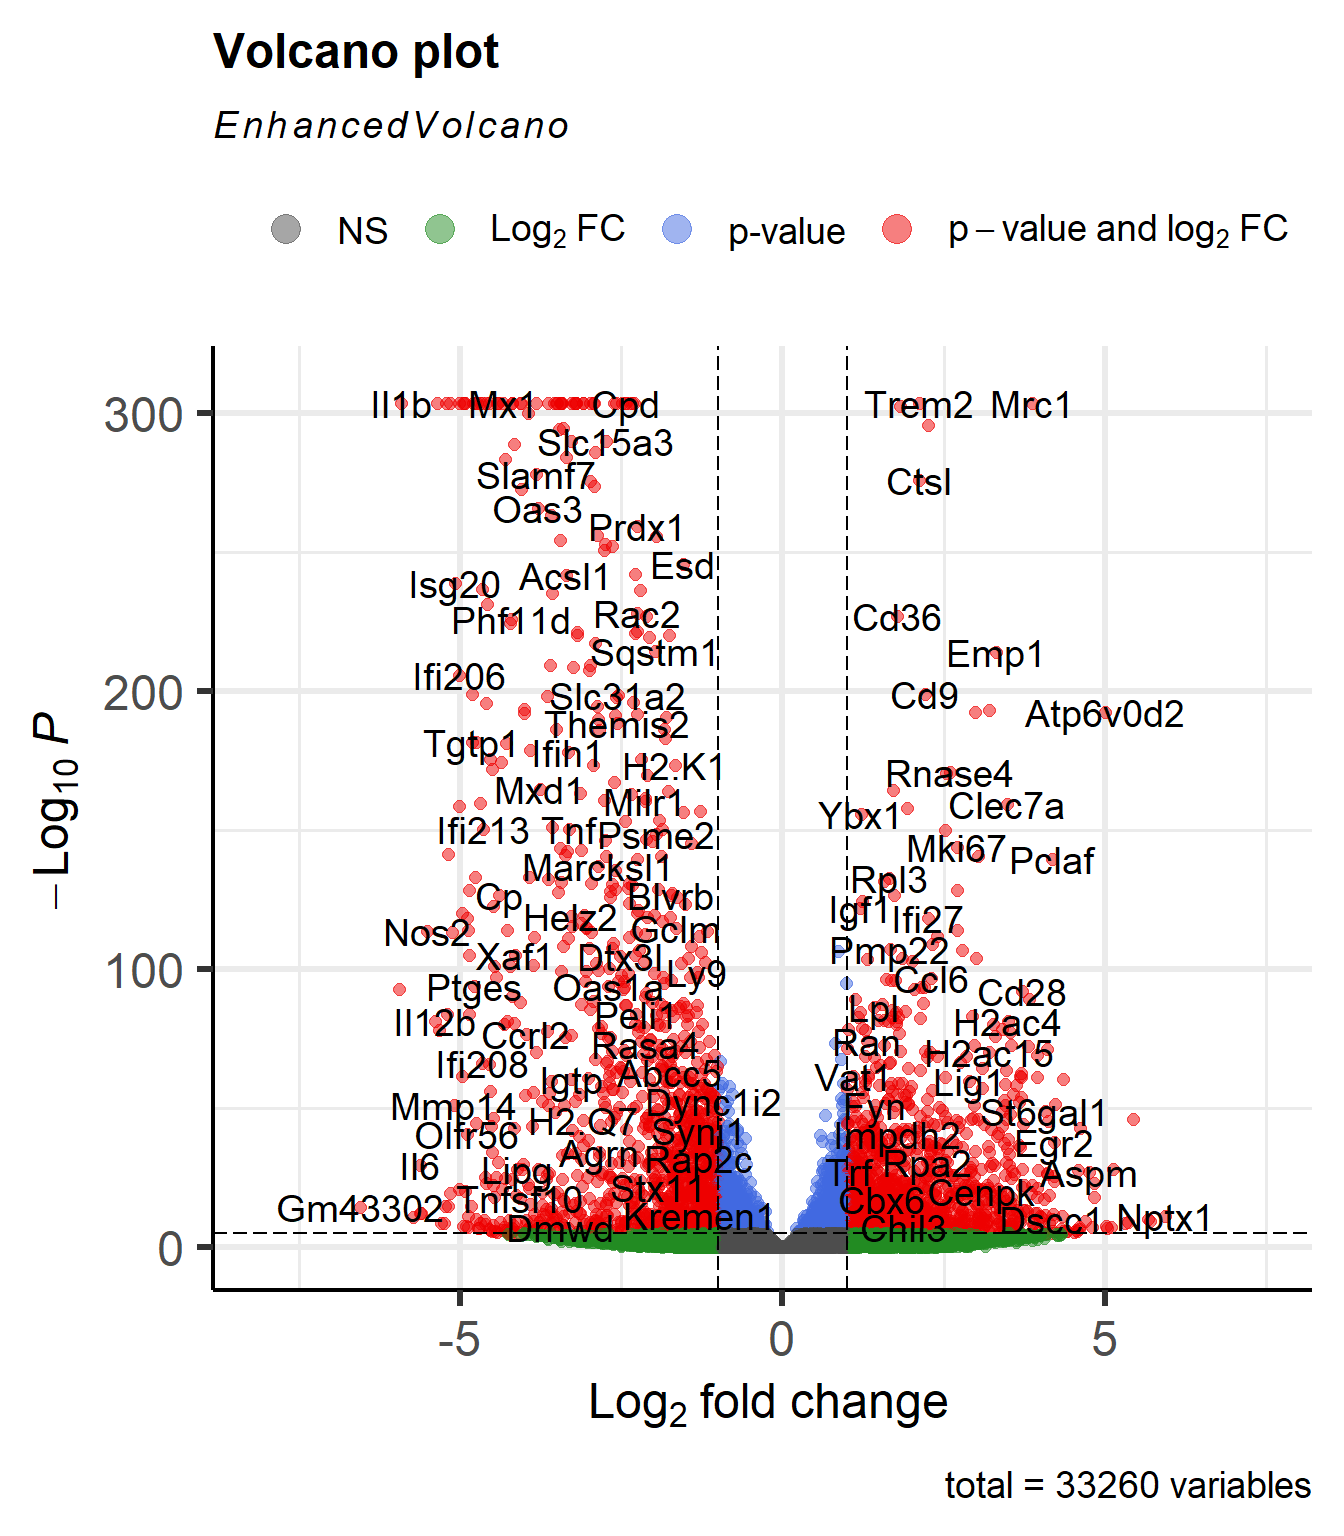 Volcano plot
EnhancedVolcano
NS Log2 FC p-value p – value and log2 FC
300
200
100
0
−Log10 P
Il1b Mx1 Cpd Trem2 Mrc1
Slc15a3
Slamf7 Ctsl
Oas3
Prdx1
Esd
Isg20 Acsl1
Phf11d Rac2 Cd36
Sqstm1 Emp1
Ifi206
Slc31a2 Cd9
Themis2 Atp6v0d2
Tgtp1 Ifih1
H2.K1 Rnase4
Mxd1 Milr1 Ybx1 Clec7a
Ifi213 Tnf Psme2 Mki67
Marcksl1 Rpl3 Pclaf
Cp Blvrb Igf1 Ifi27
Nos2 Helz2 Gclm
Xaf1 Dtx3l Pmp22
Ly9 Ccl6
Ptges Oas1a Cd28
Il12b Peli1 Lpl H2ac4
Ccrl2 Rasa4 Ran H2ac15
Ifi208 Igtp Abcc5 Vat1 Lig1
Mmp14 Dync1i2 Fyn St6gal1
Olfr56 H2.Q7 Syni1 Impdh2 Egr2
Il6 Lipg Agrn Rap2c Trf Rpa2 Aspm
Gm43302 Tnfsf10 Stx11 Cbx6 Cenpk
Dmwd Kremen1 Chil3 Dscc1 Nptx1
-5 0 5
Log2 fold change
total = 33260 variables